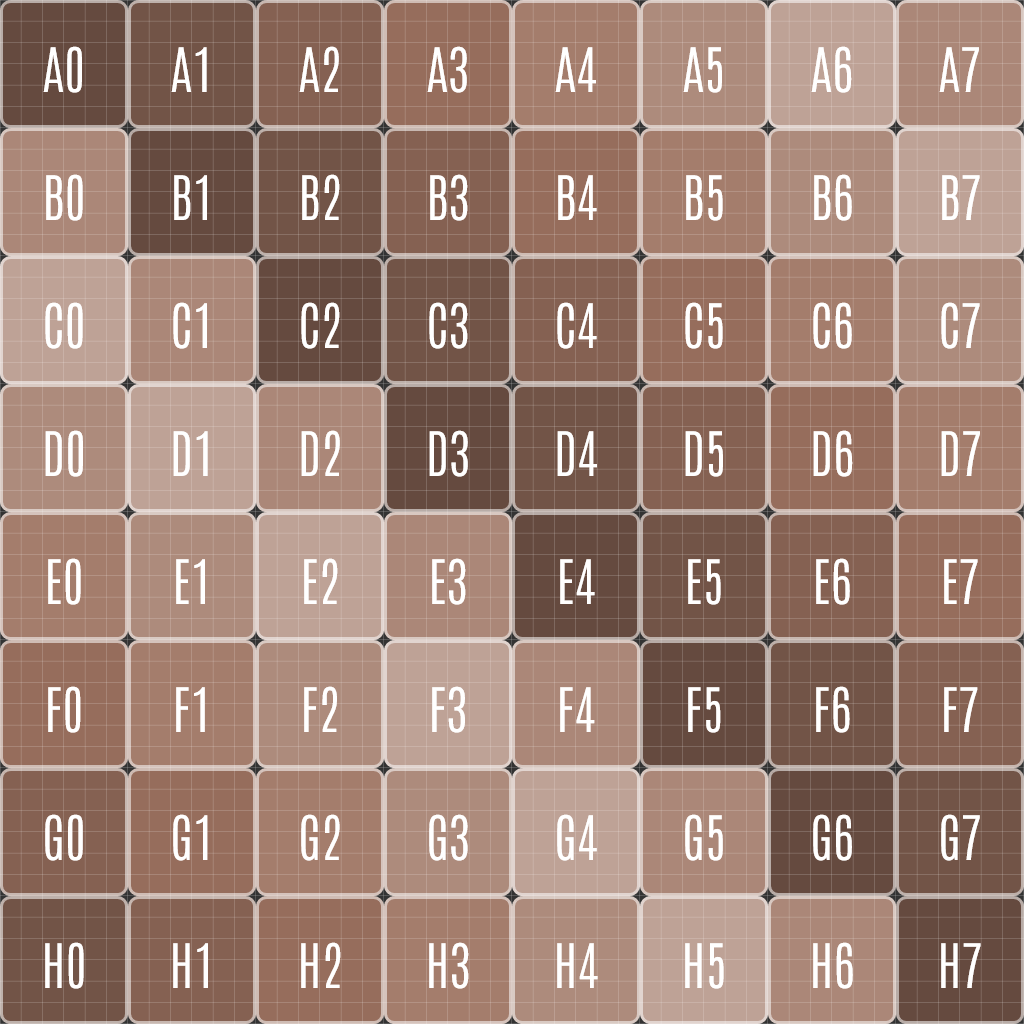 A0 A1 A2 A3 A4 A5 A6 A7
B0 B1 B2 B3 B4 B5 B6 B7
C0 C1 C2 C3 C4 C5 C6 C7
D0 D1 D2 D3 D4 D5 D6 D7
E0 E1 E2 E3 E4 E5 E6 E7
F0 F1 F2 F3 F4 F5 F6 F7
G0 G1 G2 G3 G4 G5 G6 G7
H0 H1 H2 H3 H4 H5 H6 H7